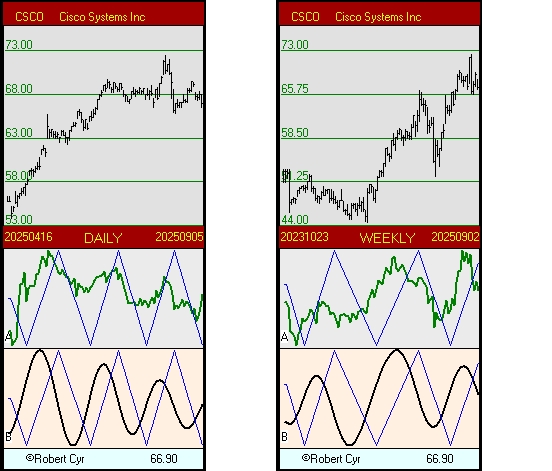 CSCO Cisco Systems Inc
73.00
68.00
63.00
58.00
53.00
20250416 DAILY 20250905
A
B
©Robert Cyr 66.90
CSCO Cisco Systems Inc
73.00
65.75
58.50
51.25
44.00
20231023 WEEKLY 20250902
A
B
©Robert Cyr 66.90